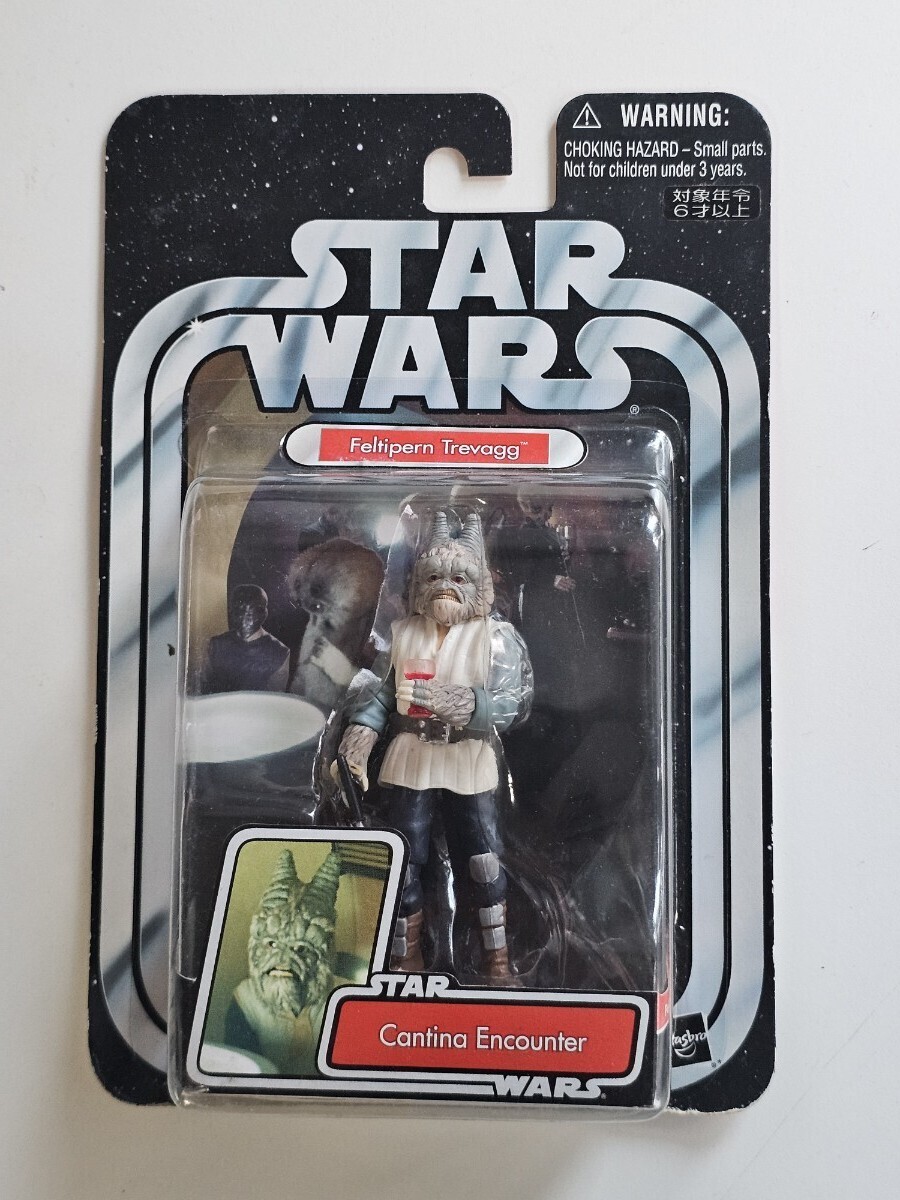 WARNING:
CHOKING HAZARD – Small parts.
Not for children under 3 years.
対象年令
6才以上
STAR
WARS®
Feltipern Trevagg™
STAR
Cantina Encounter
WARS®
Hasbro